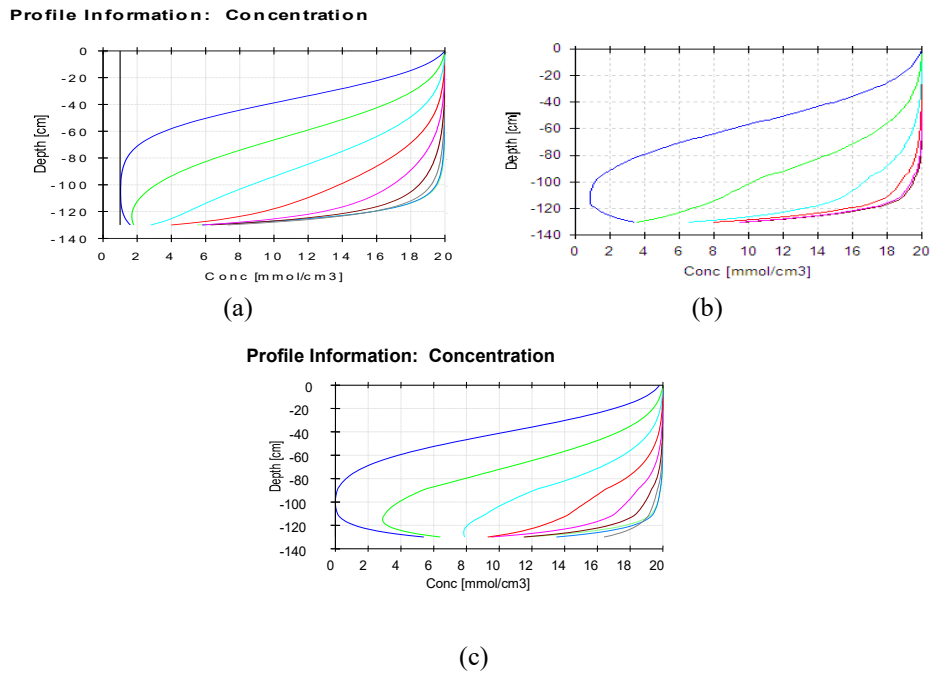 Profile Information: Concentration
0
-20
-40
-60
-80
-100
-120
-140
Depth [cm]
0 2 4 6 8 10 12 14 16 18 20
Conc [mmol/cm3]
(a)
0
-20
-40
-60
-80
-100
-120
-140
Depth [cm]
0 2 4 6 8 10 12 14 16 18 20
Conc [mmol/cm3]
(b)
Profile Information: Concentration
0
-20
-40
-60
-80
-100
-120
-140
Depth [cm]
0 2 4 6 8 10 12 14 16 18 20
Conc [mmol/cm3]
(c)